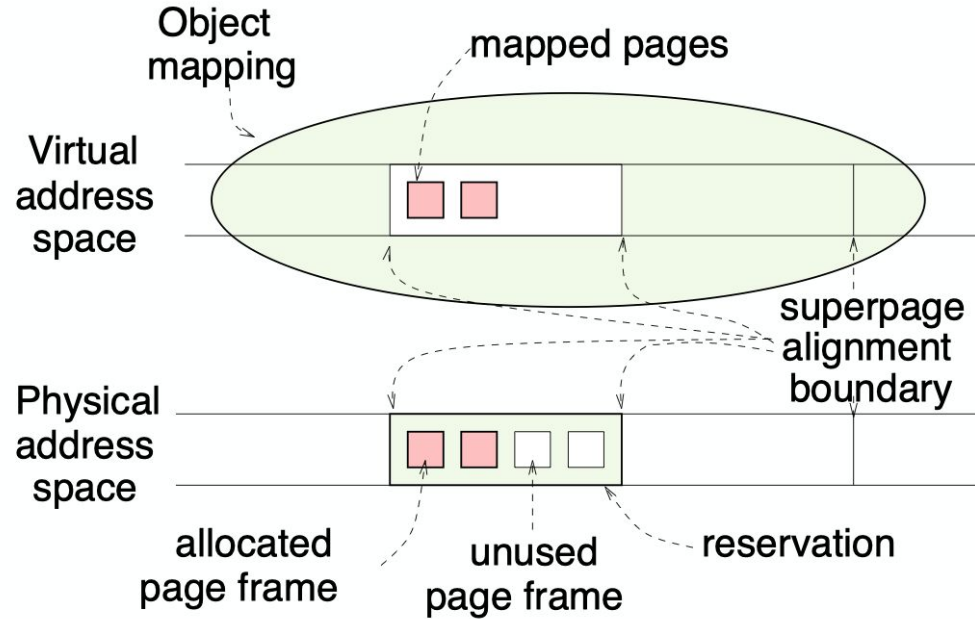 Object
mapping
mapped pages
Virtual
address
space
superpage
alignment
boundary
Physical
address
space
allocated
page frame
unused
page frame
reservation